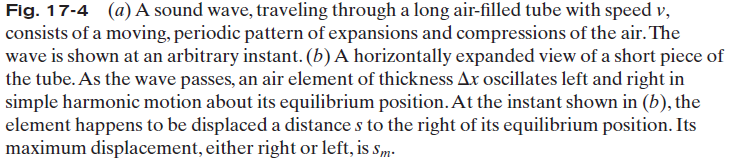 Fig. 17-4 (a) A sound wave, traveling through a long air-filled tube with speed v,
consists of a moving, periodic pattern of expansions and compressions of the air. The
wave is shown at an arbitrary instant. (b) A horizontally expanded view of a short piece of
the tube. As the wave passes, an air element of thickness Δx oscillates left and right in
simple harmonic motion about its equilibrium position. At the instant shown in (b), the
element happens to be displaced a distance s to the right of its equilibrium position. Its
maximum displacement, either right or left, is sₘ.